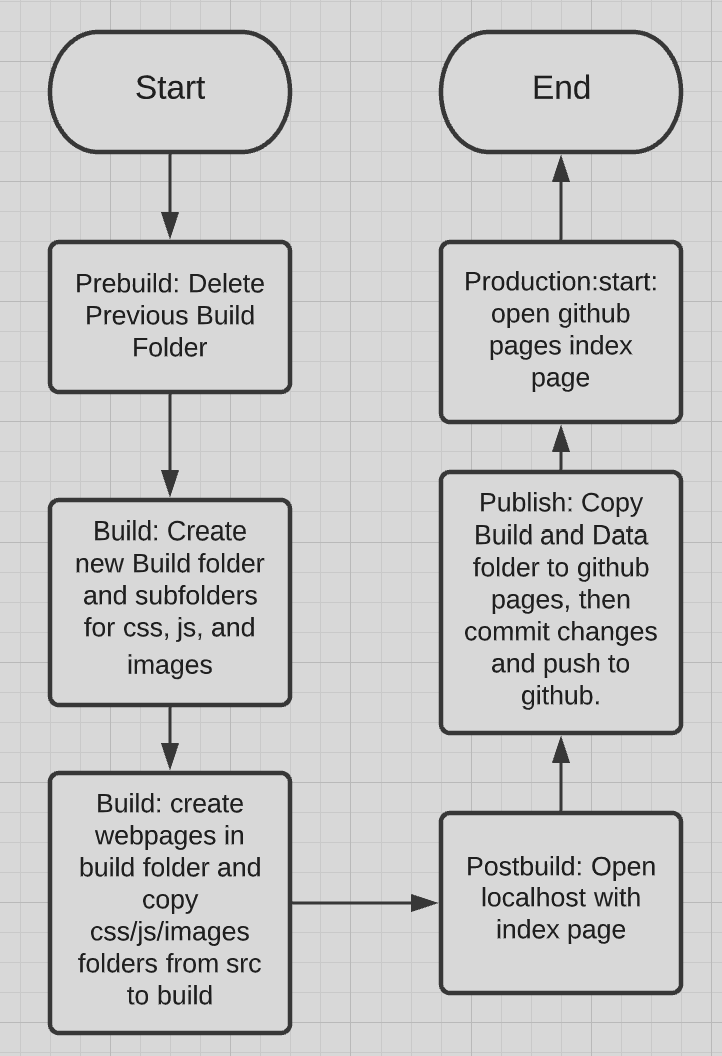 Start
Prebuild: Delete
Previous Build
Folder
Build: Create
new Build folder
and subfolders
for css, js, and
images
Build: create
webpages in
build folder and
copy
css/js/images
folders from src
to build
Postbuild: Open
localhost with
index page
Publish: Copy
Build and Data
folder to github
pages, then
commit changes
and push to
github.
Production:start:
open github
pages index
page
End